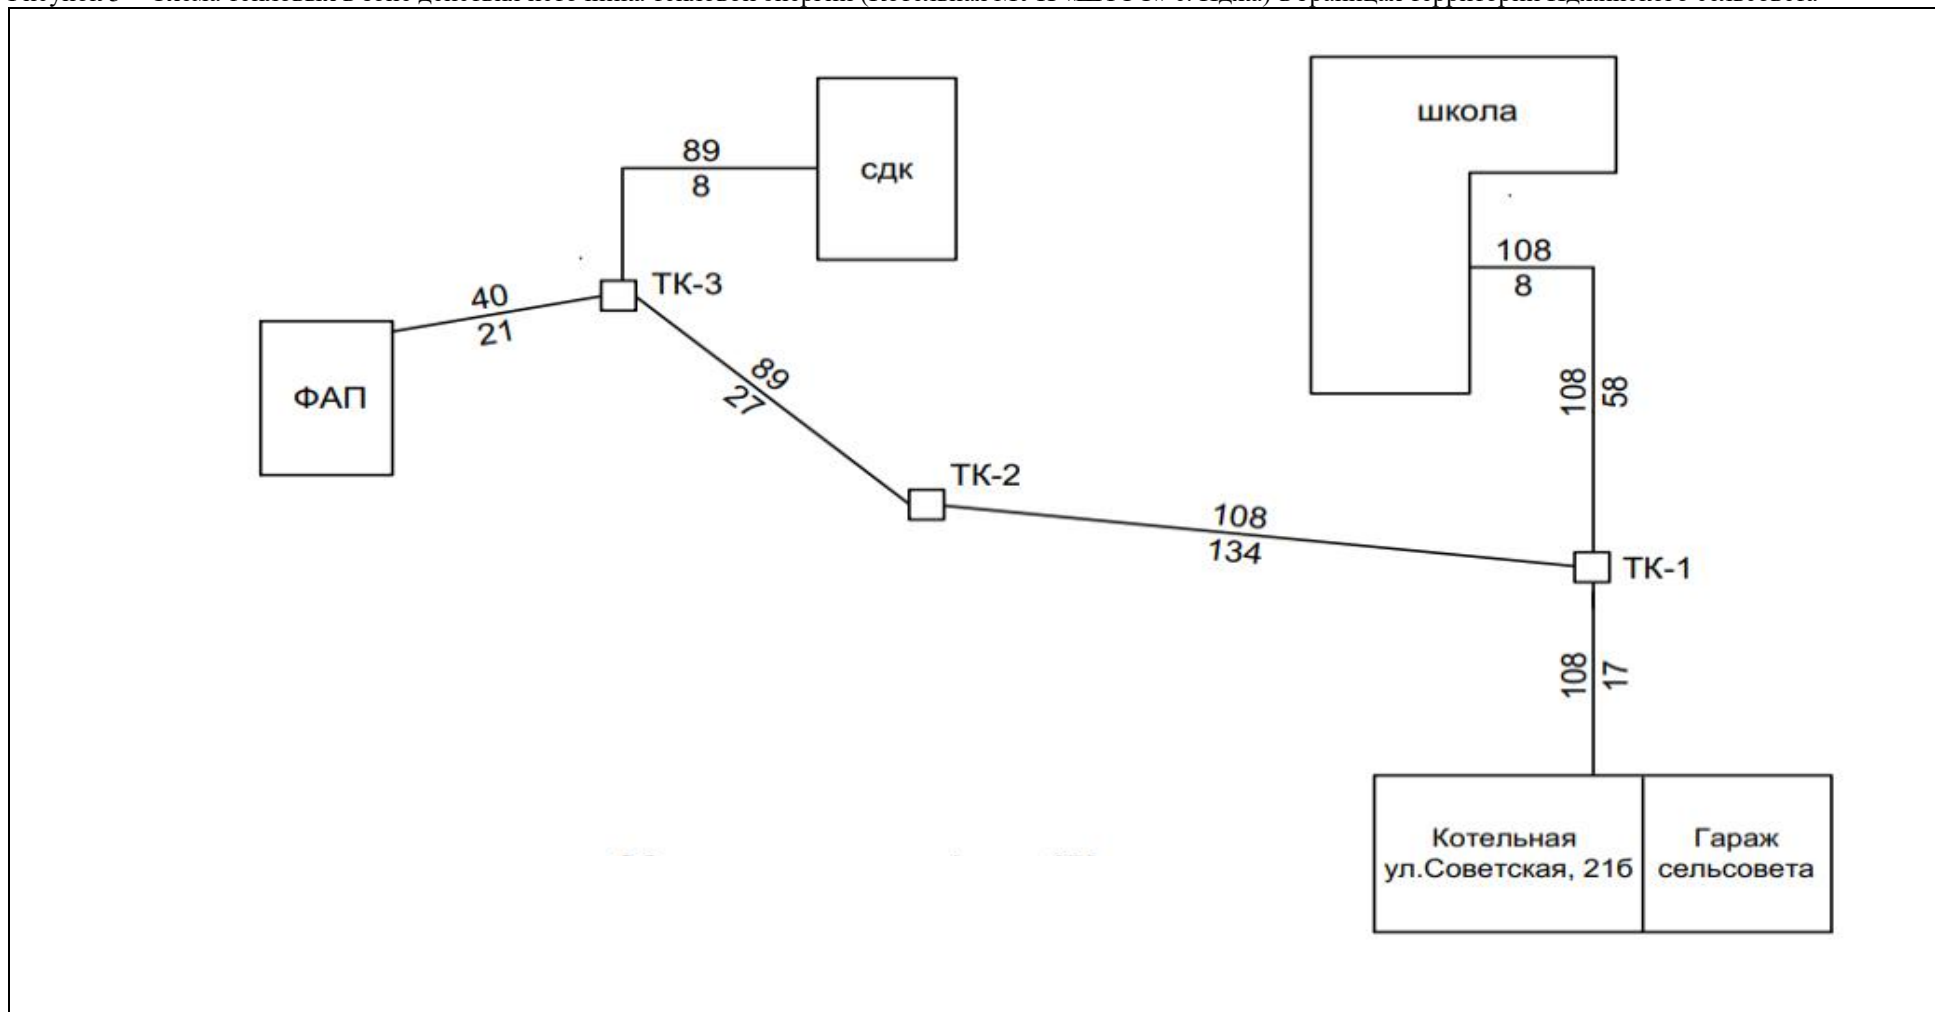 школа
89
сдк
8
108
8
ТК-3
40
21
ФАП
89
27
108
58
ТК-2
108
134
ТК-1
108
17
Котельная
ул.Советская, 21б
Гараж
сельсовета